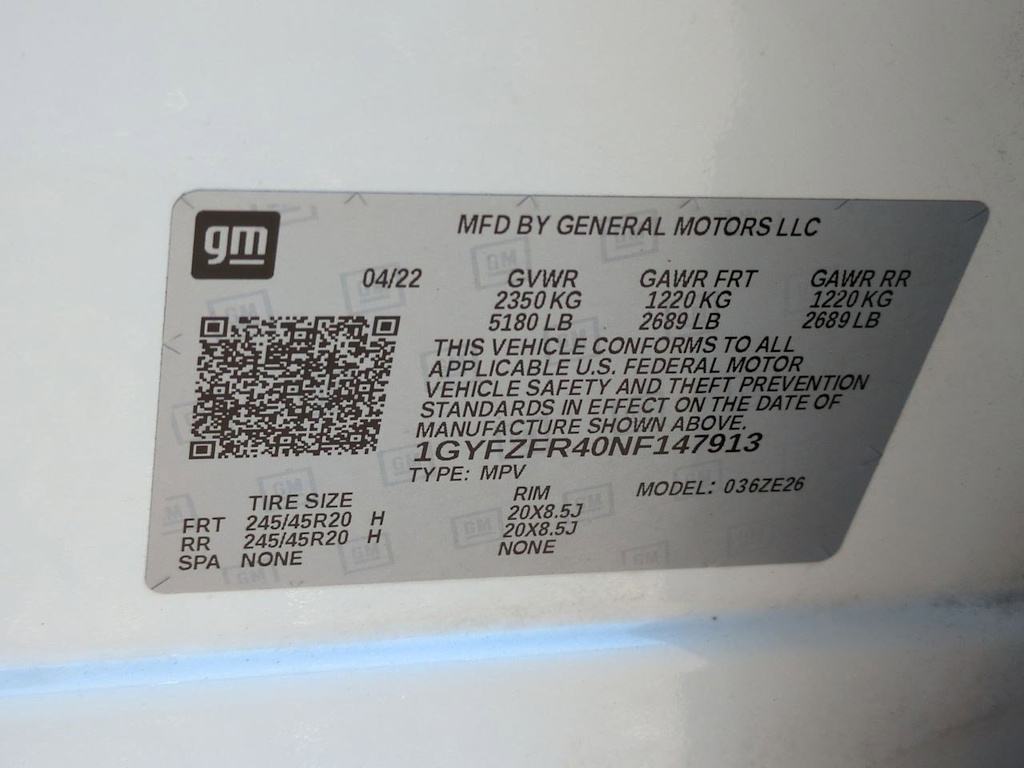 gm
MFD BY GENERAL MOTORS LLC
04/22 GVWR GAWR FRT GAWR RR
2350 KG 1220 KG 1220 KG
5180 LB 2689 LB 2689 LB
THIS VEHICLE CONFORMS TO ALL
APPLICABLE U.S. FEDERAL MOTOR
VEHICLE SAFETY AND THEFT PREVENTION
STANDARDS IN EFFECT ON THE DATE OF
MANUFACTURE SHOWN ABOVE.
1GYFZFR40NF147913
TYPE: MPV MODEL: 036ZE26
TIRE SIZE RIM
FRT 245/45R20 H 20X8.5J
RR 245/45R20 H 20X8.5J
SPA NONE NONE